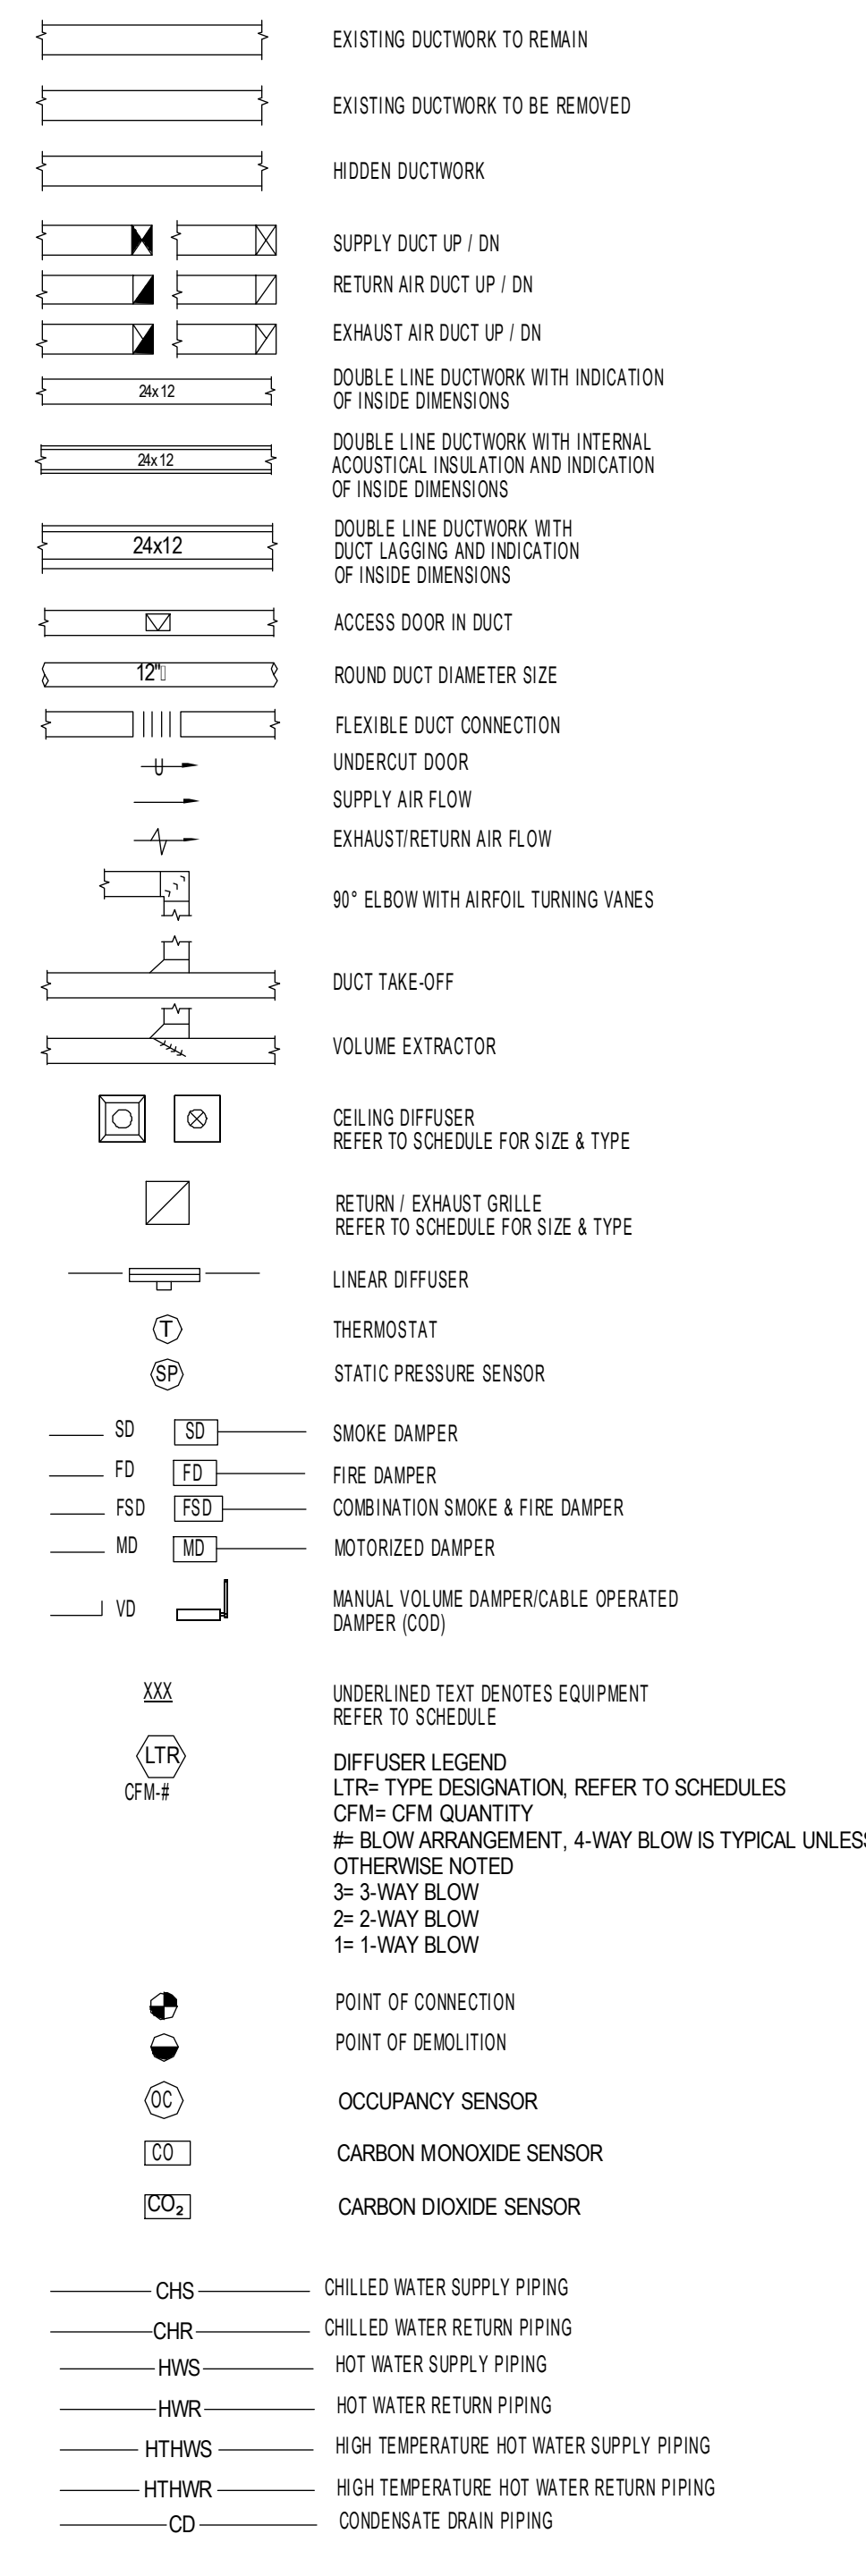 EXISTING DUCTWORK TO REMAIN
EXISTING DUCTWORK TO BE REMOVED
HIDDEN DUCTWORK
SUPPLY DUCT UP / DN
RETURN AIR DUCT UP / DN
EXHAUST AIR DUCT UP / DN
24x12
DOUBLE LINE DUCTWORK WITH INDICATION
OF INSIDE DIMENSIONS
24x12
DOUBLE LINE DUCTWORK WITH INTERNAL
ACOUSTICAL INSULATION AND INDICATION
OF INSIDE DIMENSIONS
24x12
DOUBLE LINE DUCTWORK WITH
DUCT LAGGING AND INDICATION
OF INSIDE DIMENSIONS
ACCESS DOOR IN DUCT
12" ROUND DUCT DIAMETER SIZE
FLEXIBLE DUCT CONNECTION
U UNDERCUT DOOR
SUPPLY AIR FLOW
EXHAUST/RETURN AIR FLOW
90° ELBOW WITH AIRFOIL TURNING VANES
DUCT TAKE-OFF
VOLUME EXTRACTOR
CEILING DIFFUSER
REFER TO SCHEDULE FOR SIZE & TYPE
RETURN / EXHAUST GRILLE
REFER TO SCHEDULE FOR SIZE & TYPE
LINEAR DIFFUSER
T THERMOSTAT
SP STATIC PRESSURE SENSOR
SD SD SMOKE DAMPER
FD FD FIRE DAMPER
FSD FSD COMBINATION SMOKE & FIRE DAMPER
MD MD MOTORIZED DAMPER
VD MANUAL VOLUME DAMPER/CABLE OPERATED
DAMPER (COD)
XXX UNDERLINED TEXT DENOTES EQUIPMENT
REFER TO SCHEDULE
LTR
CFM-#
DIFFUSER LEGEND
LTR= TYPE DESIGNATION, REFER TO SCHEDULES
CFM= CFM QUANTITY
#= BLOW ARRANGEMENT, 4-WAY BLOW IS TYPICAL UNLESS
OTHERWISE NOTED
3= 3-WAY BLOW
2= 2-WAY BLOW
1= 1-WAY BLOW
POINT OF CONNECTION
POINT OF DEMOLITION
OC OCCUPANCY SENSOR
CO CARBON MONOXIDE SENSOR
CO₂ CARBON DIOXIDE SENSOR
CHS CHILLED WATER SUPPLY PIPING
CHR CHILLED WATER RETURN PIPING
HWS HOT WATER SUPPLY PIPING
HWR HOT WATER RETURN PIPING
HTHWS HIGH TEMPERATURE HOT WATER SUPPLY PIPING
HTHWR HIGH TEMPERATURE HOT WATER RETURN PIPING
CD CONDENSATE DRAIN PIPING